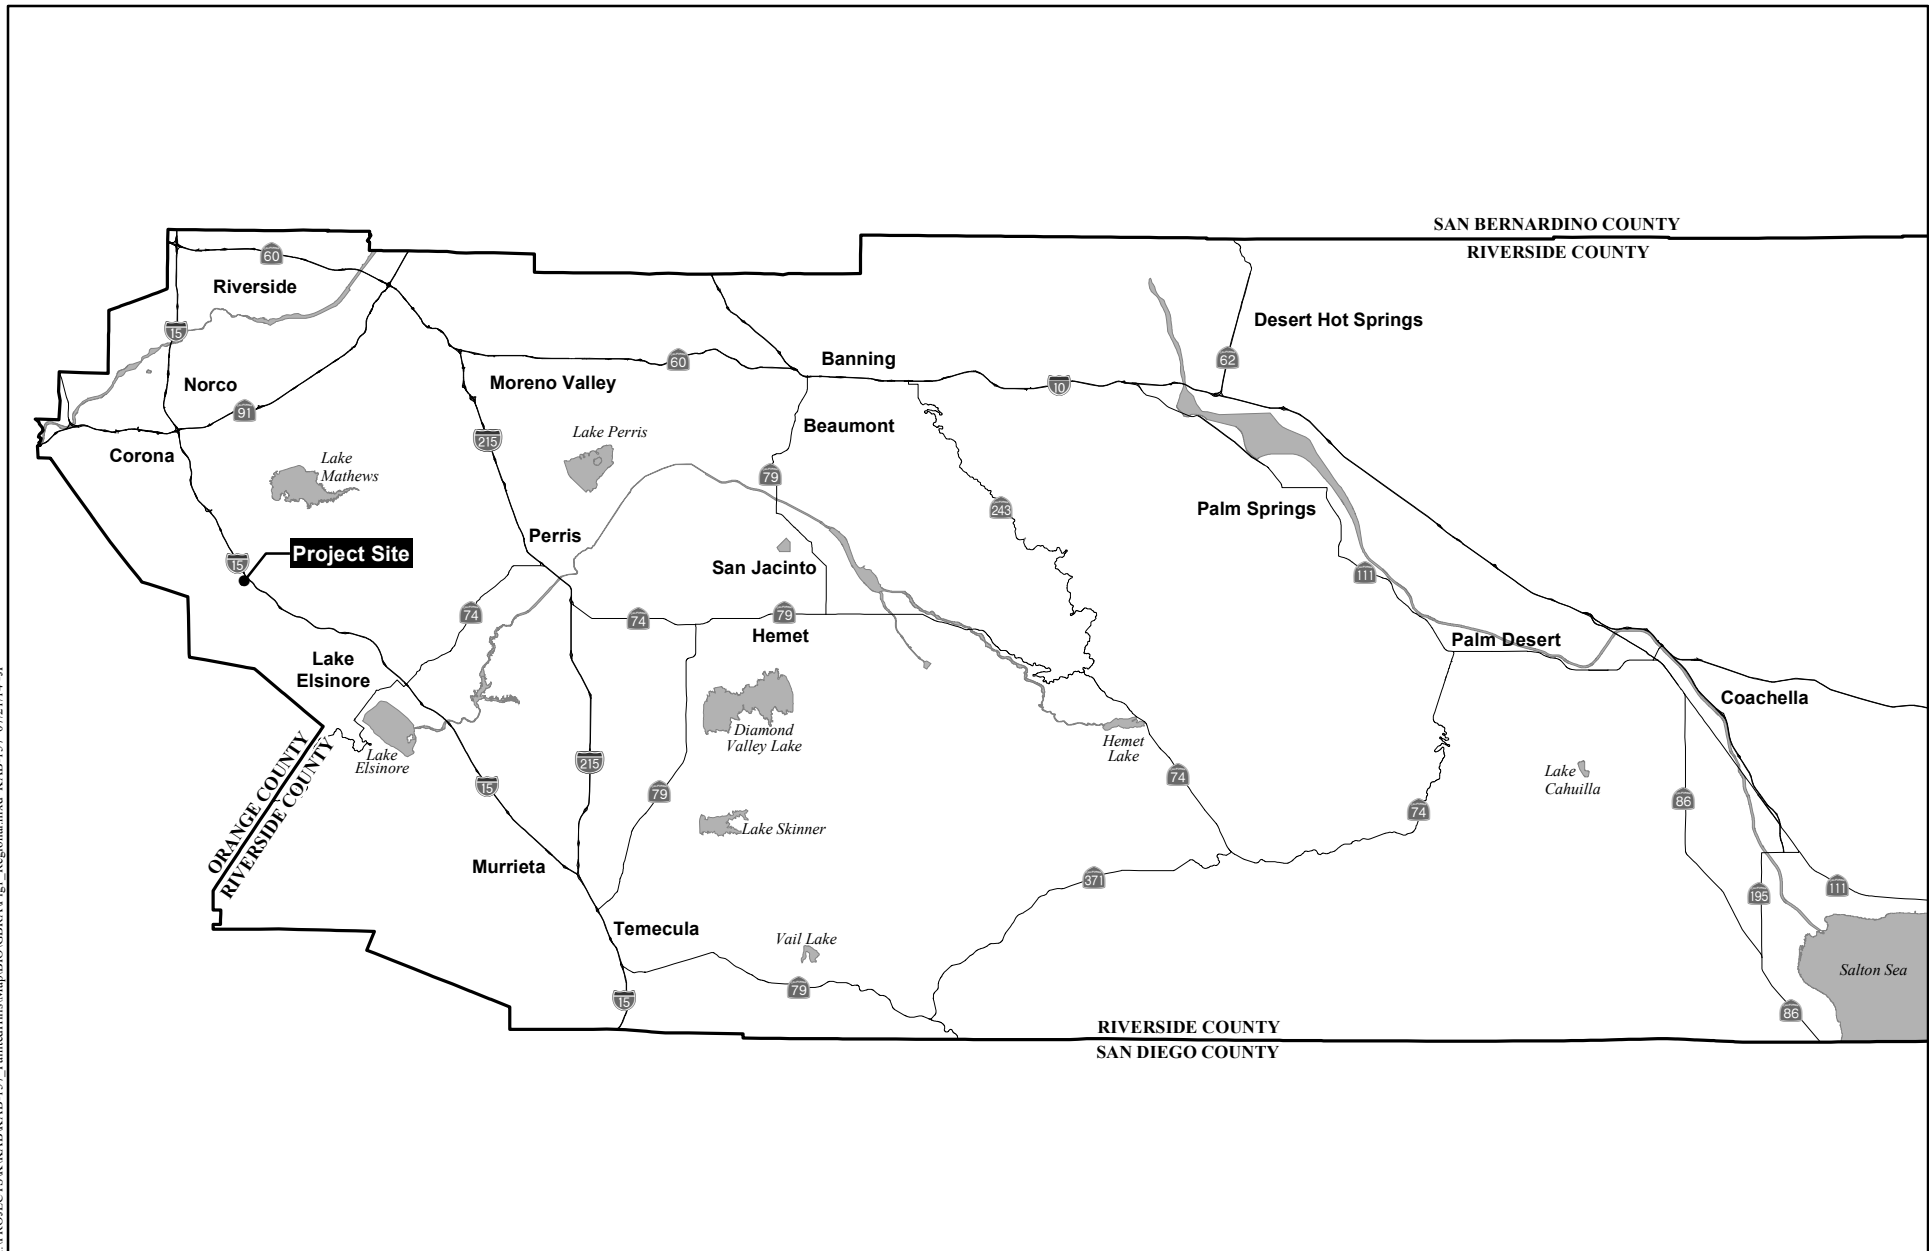 SAN BERNARDINO COUNTY
RIVERSIDE COUNTY
60
Riverside
Desert Hot Springs
15
62
Banning
60
10
Norco
Moreno Valley
91
Beaumont
Lake Perris
215
Corona
Lake
Mathews
79
243
Palm Springs
Perris
Project Site
15
San Jacinto
111
74
74
79
Hemet
Palm Desert
Lake
Elsinore
Coachella
Diamond
Valley Lake
Hemet
Lake
Lake
Elsinore
215
ORANGE COUNTY
RIVERSIDE COUNTY
15
79
74
Lake
Cahuilla
86
74
Lake Skinner
Murrieta
371
195
111
Temecula
Vail Lake
Salton Sea
79
15
86
RIVERSIDE COUNTY
SAN DIEGO COUNTY